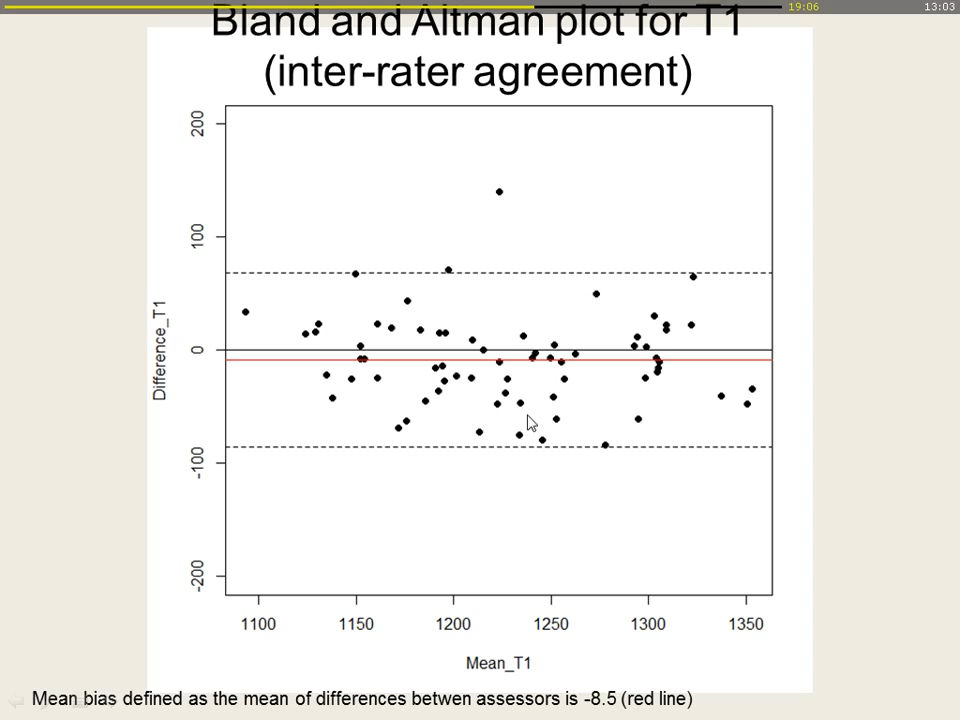 19:06
13:03
Bland and Altman plot for T1
(inter-rater agreement)
200
100
0
-100
-200
Difference_T1
1100 1150 1200 1250 1300 1350
Mean_T1
Mean bias defined as the mean of differences betwen assessors is -8.5 (red line)